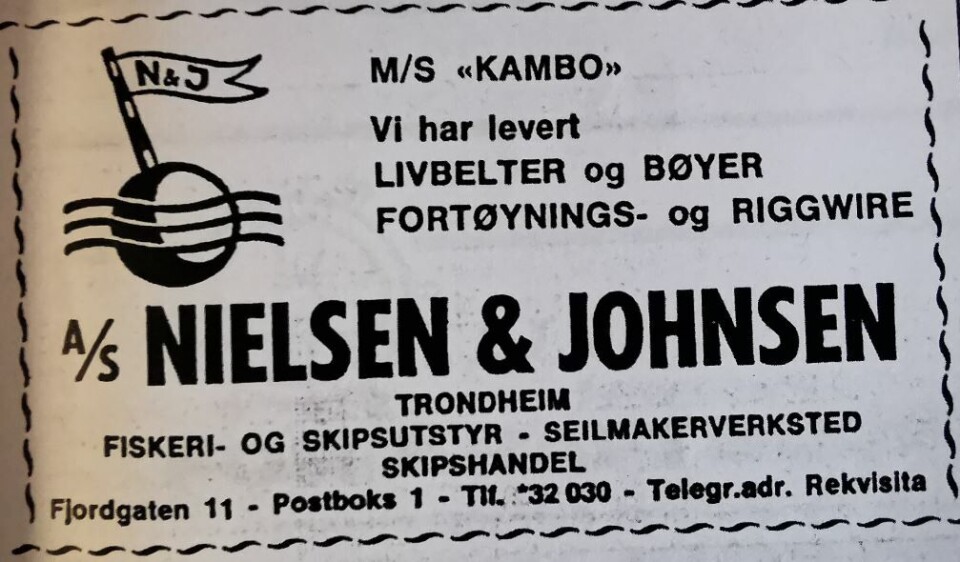 N & J
M/S «KAMBO»
Vi har levert
LIVBELTER og BØYER
FORTØYNINGS- og RIGGWIRE
A/S NIELSEN & JOHNSEN
TRONDHEIM
FISKERI- OG SKIPSUTSTYR - SEILMAKERVERKSTED
SKIPSHANDEL
Fjordgaten 11 - Postboks 1 - Tlf. *32 030 - Telegr.adr. Rekvisita